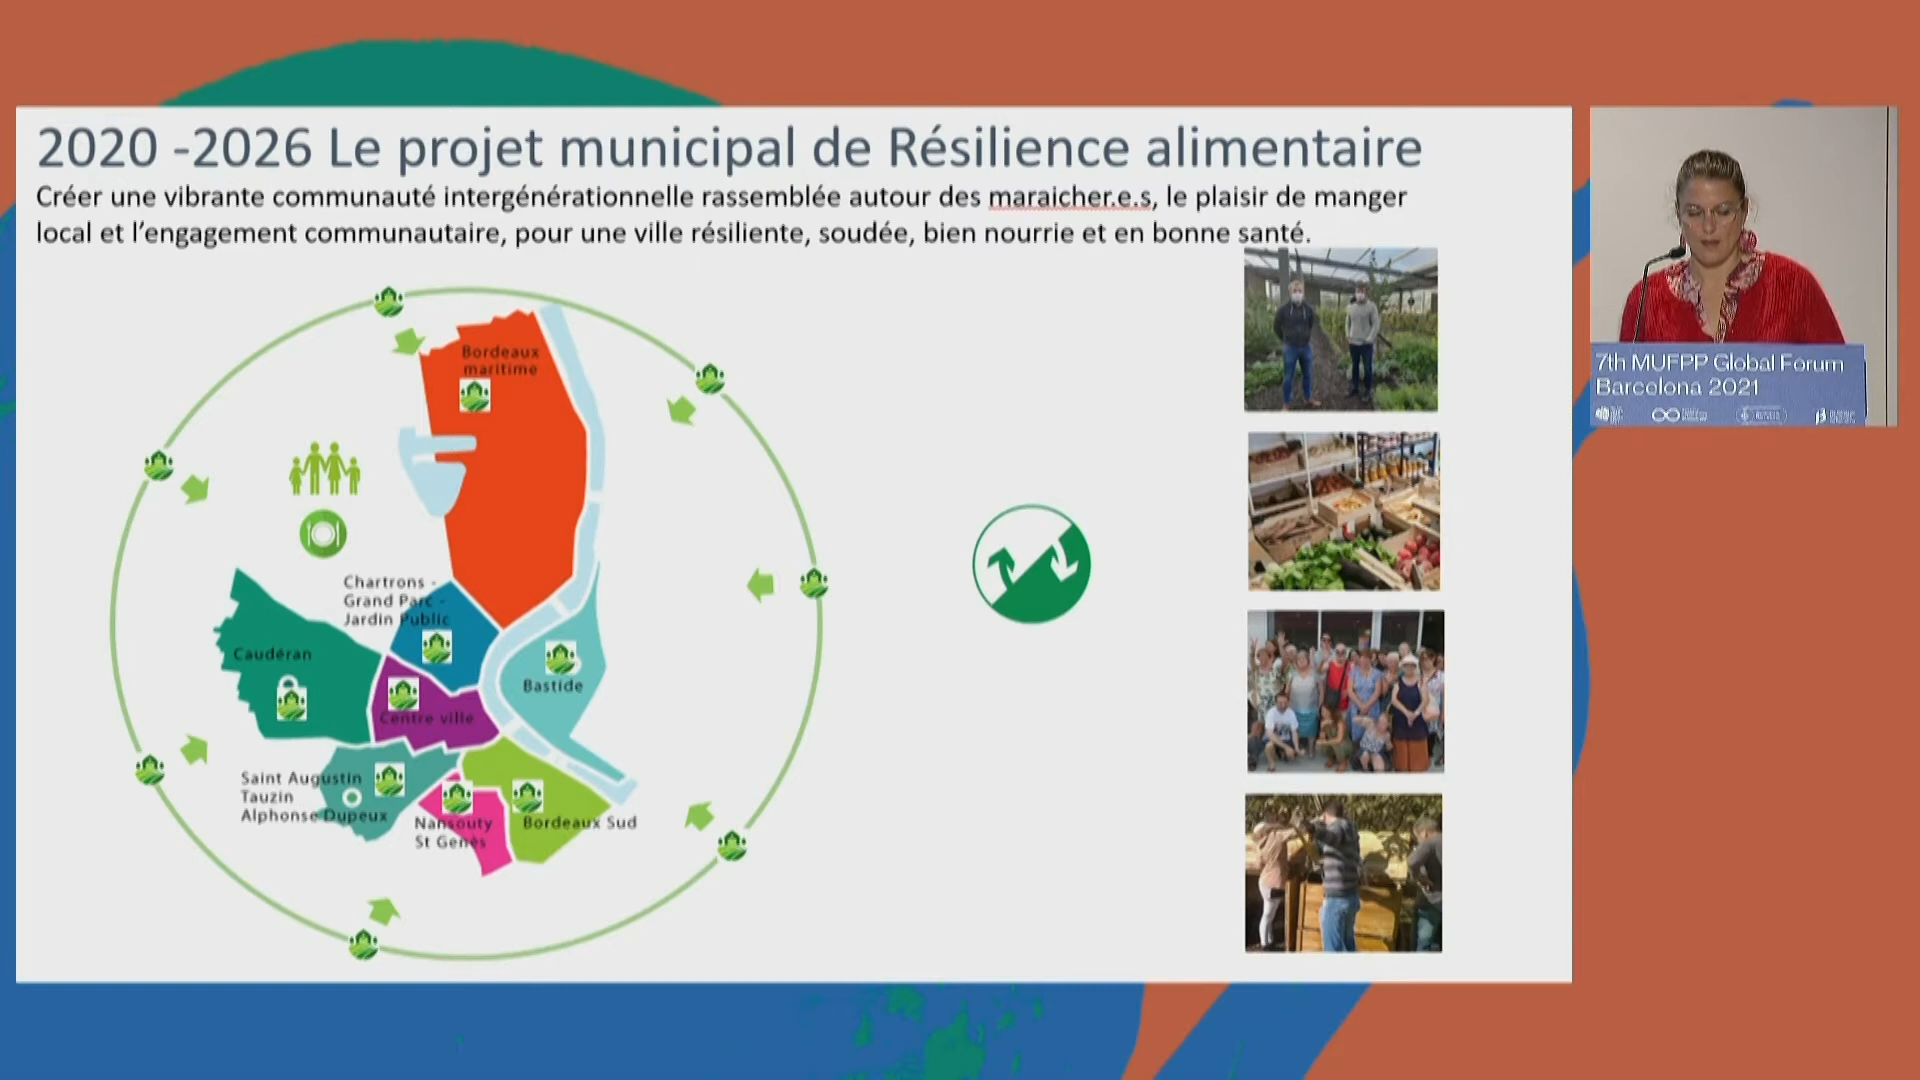 2020 -2026 Le projet municipal de Résilience alimentaire
Créer une vibrante communauté intergénérationnelle rassemblée autour des maraicher.e.s, le plaisir de manger
local et l'engagement communautaire, pour une ville résiliente, soudée, bien nourrie et en bonne santé.
Bordeaux
maritime
Chartrons -
Grand Parc -
Jardin Public
Caudéran
Bastide
Centre ville
Saint Augustin
Tauzin
Alphonse Dupeux
Nansouty
St Genès
Bordeaux Sud
7th MUFPP Global Forum
Barcelona 2021